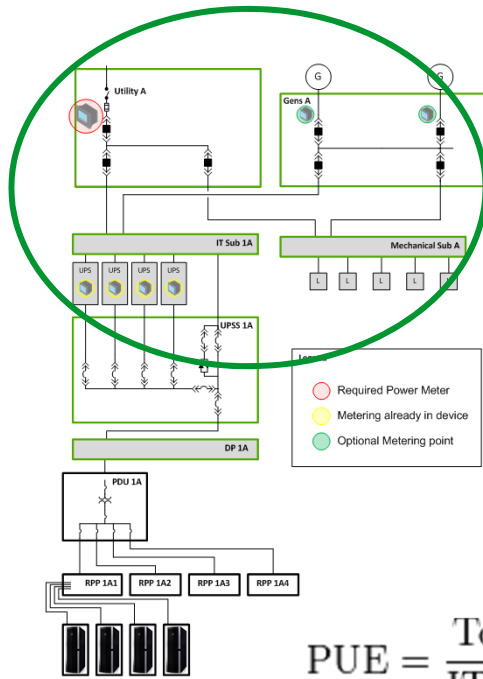 G
G
Utility A
Gens A
IT Sub 1A
Mechanical Sub A
UPS
UPS
UPS
UPS
L
L
L
L
L
UPSS 1A
Required Power Meter
Metering already in device
Optional Metering point
DP 1A
PDU 1A
RPP 1A1
RPP 1A2
RPP 1A3
RPP 1A4
PUE =